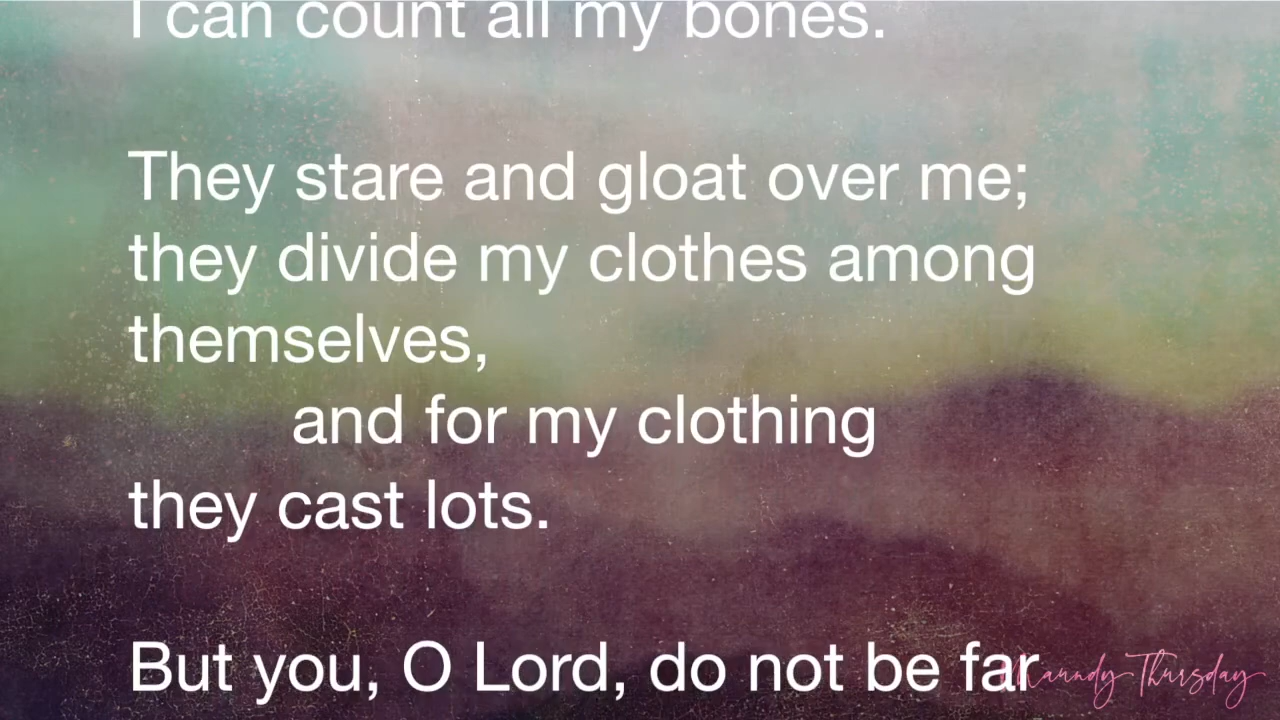 I can count all my bones.
They stare and gloat over me;
they divide my clothes among
themselves,
and for my clothing
they cast lots.
But you, O Lord, do not be far
Maundy Thursday